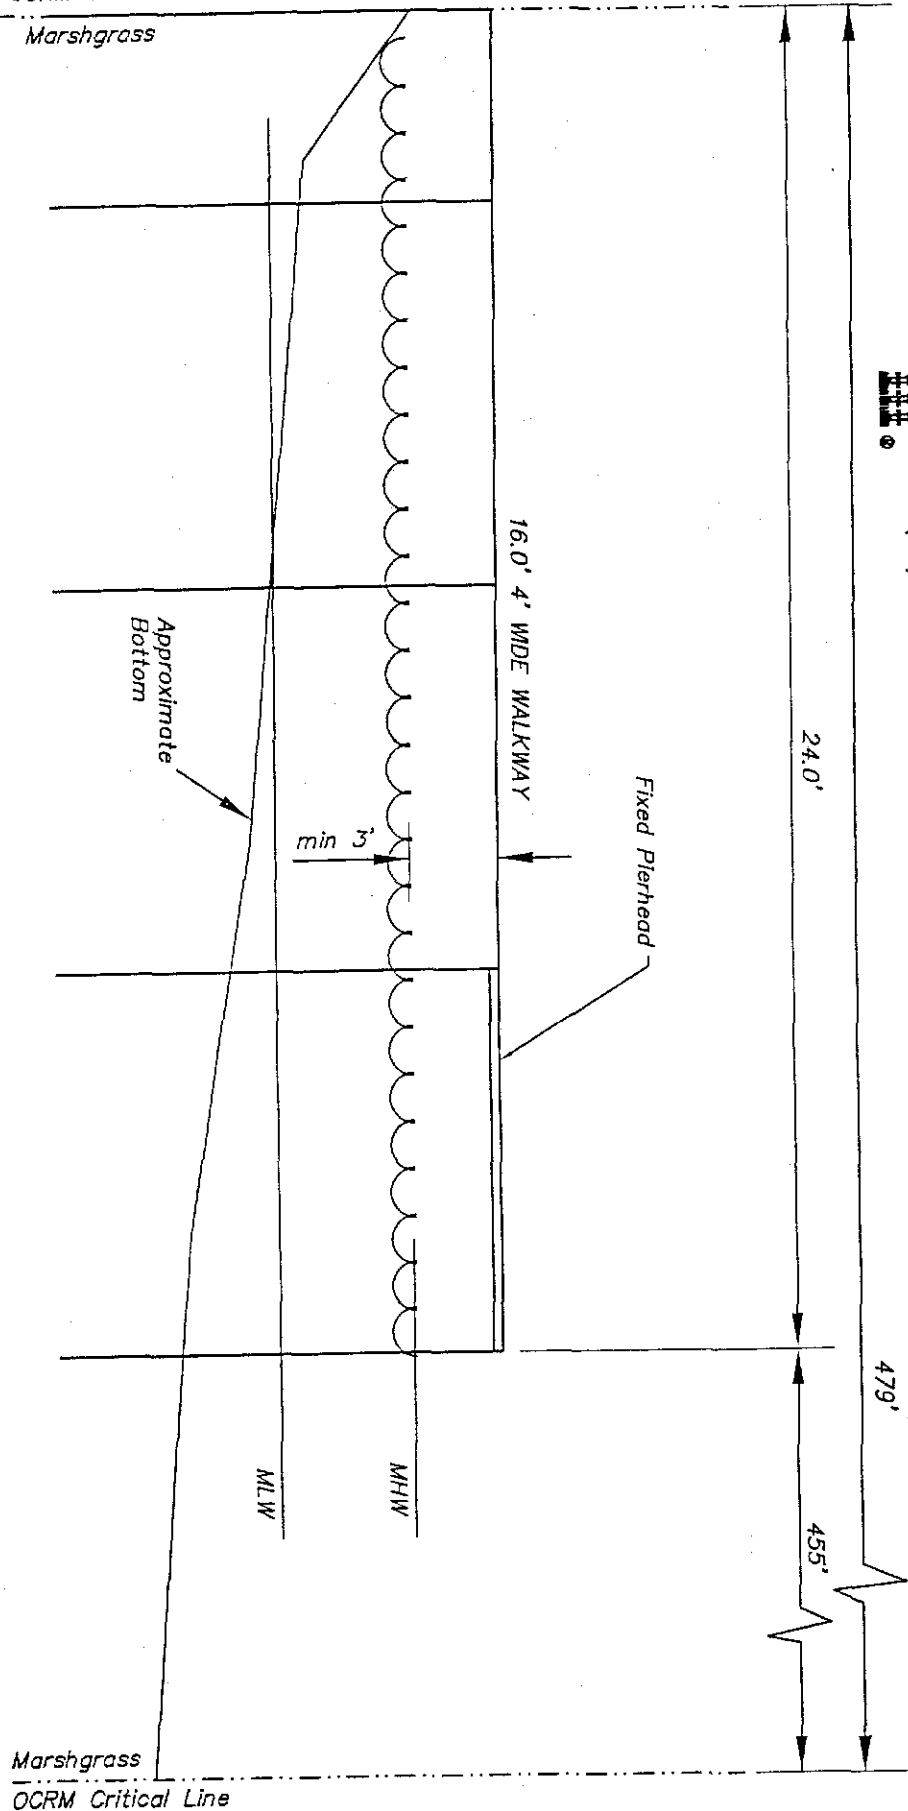 Marshgrass
479'
24.0'
455'
16.0' 4' WIDE WALKWAY
Fixed Pierhead
min 3'
Approximate
Bottom
MHW
MLW
Marshgrass
OCRM Critical Line